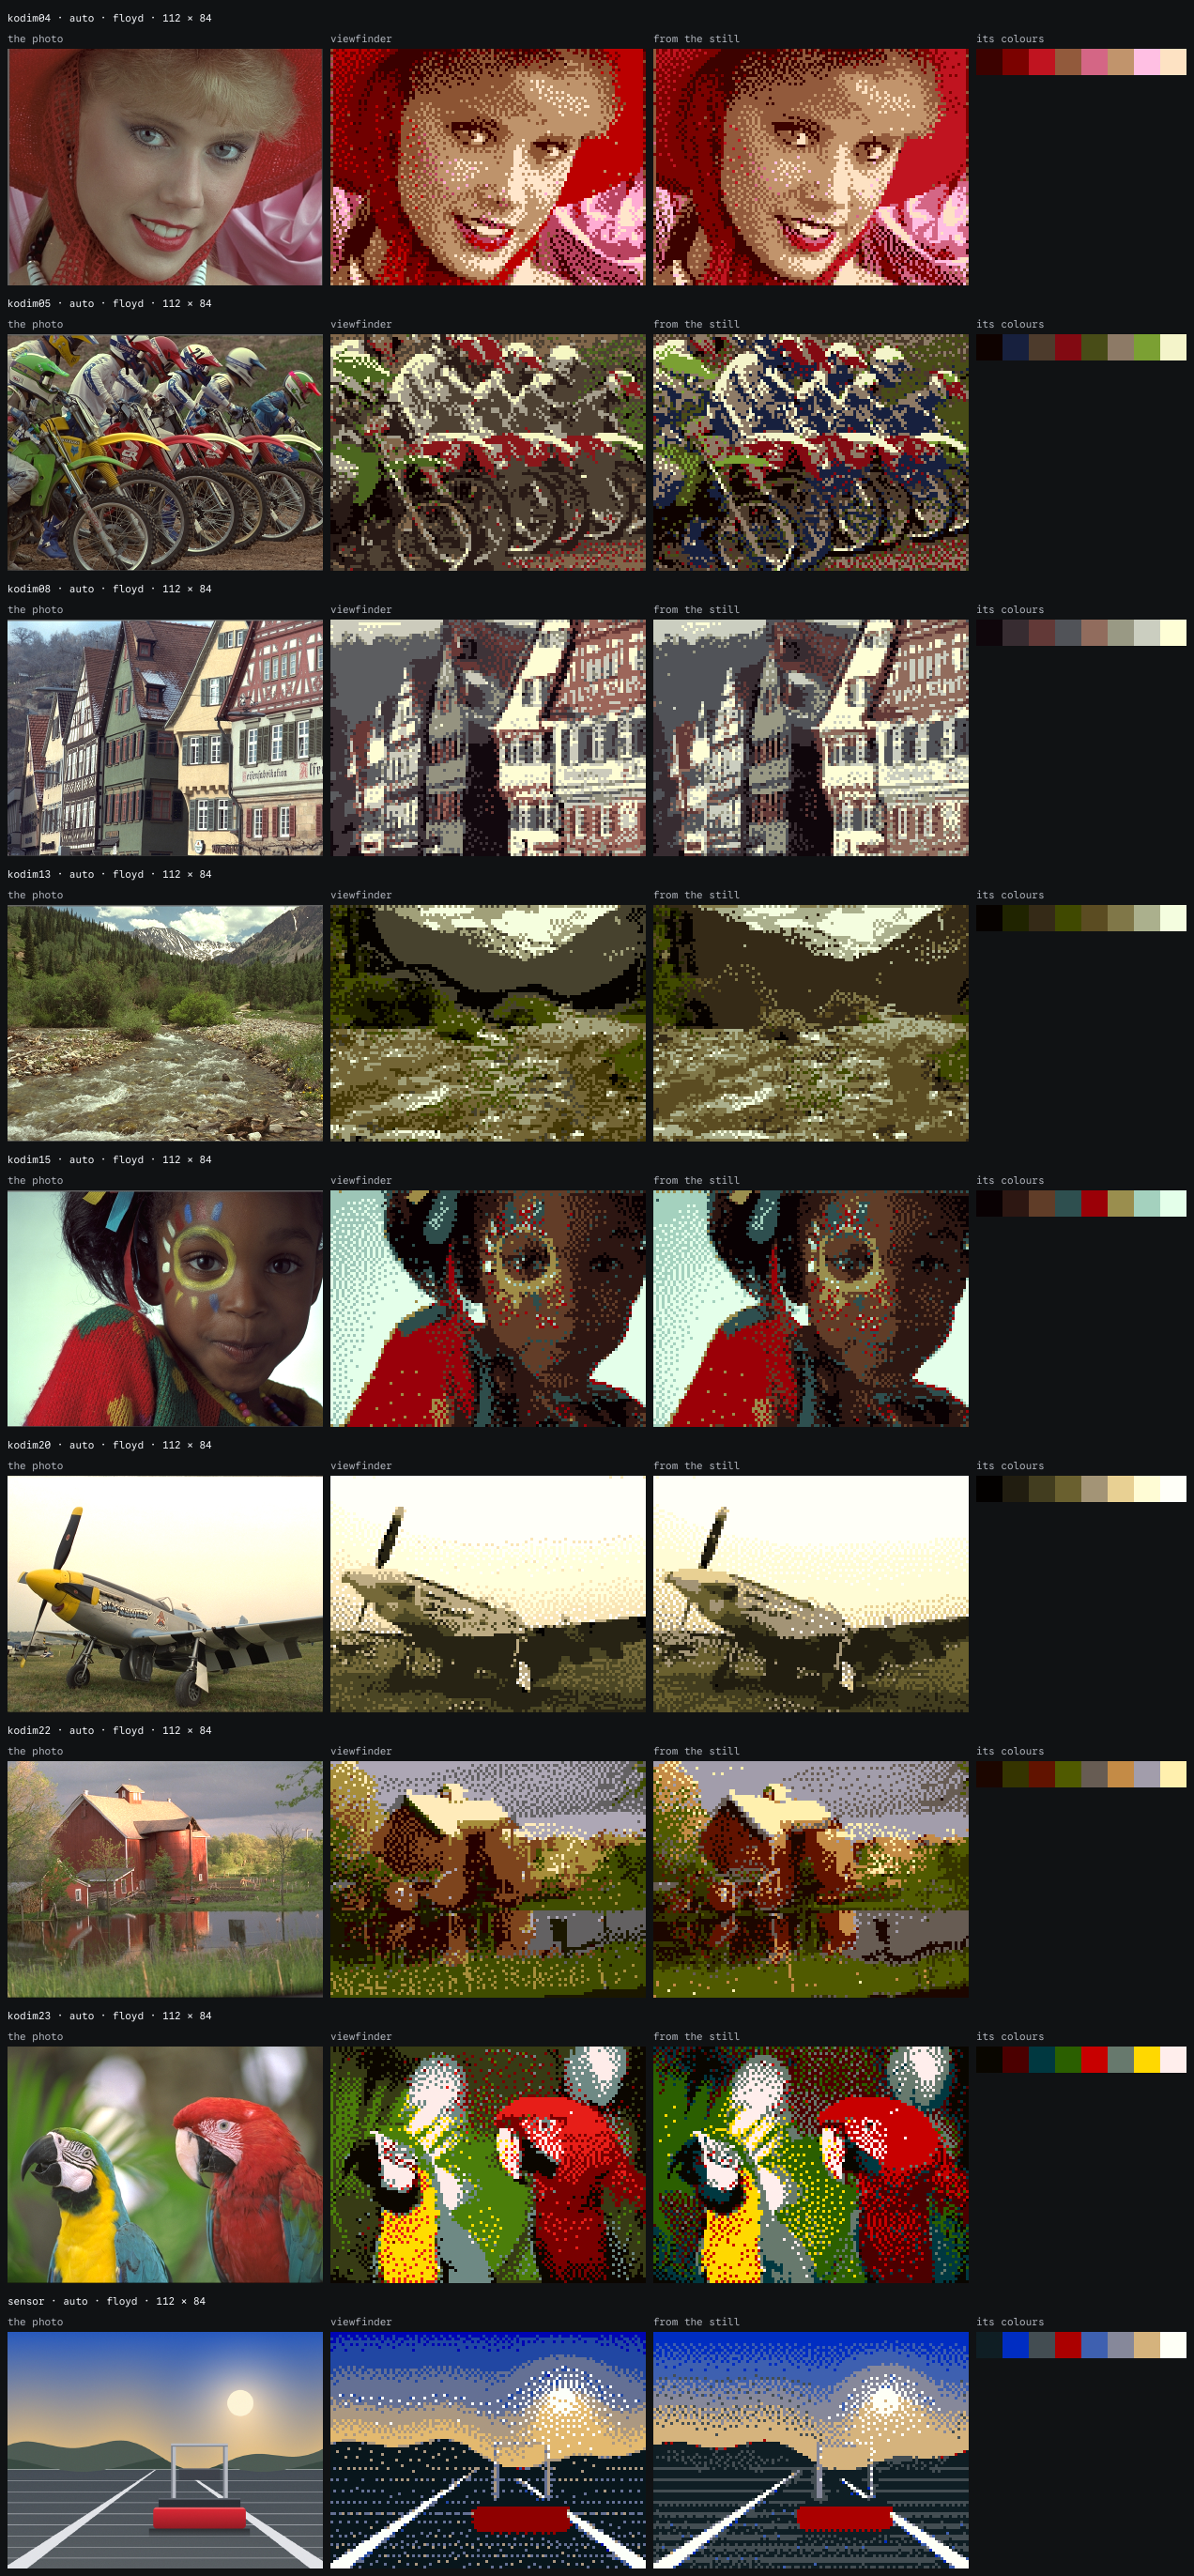 kodim04 · auto · floyd · 112 × 84
the photo viewfinder from the still its colours
kodim05 · auto · floyd · 112 × 84
the photo viewfinder from the still its colours
kodim08 · auto · floyd · 112 × 84
the photo viewfinder from the still its colours
kodim13 · auto · floyd · 112 × 84
the photo viewfinder from the still its colours
kodim15 · auto · floyd · 112 × 84
the photo viewfinder from the still its colours
kodim20 · auto · floyd · 112 × 84
the photo viewfinder from the still its colours
kodim22 · auto · floyd · 112 × 84
the photo viewfinder from the still its colours
kodim23 · auto · floyd · 112 × 84
the photo viewfinder from the still its colours
sensor · auto · floyd · 112 × 84
the photo viewfinder from the still its colours